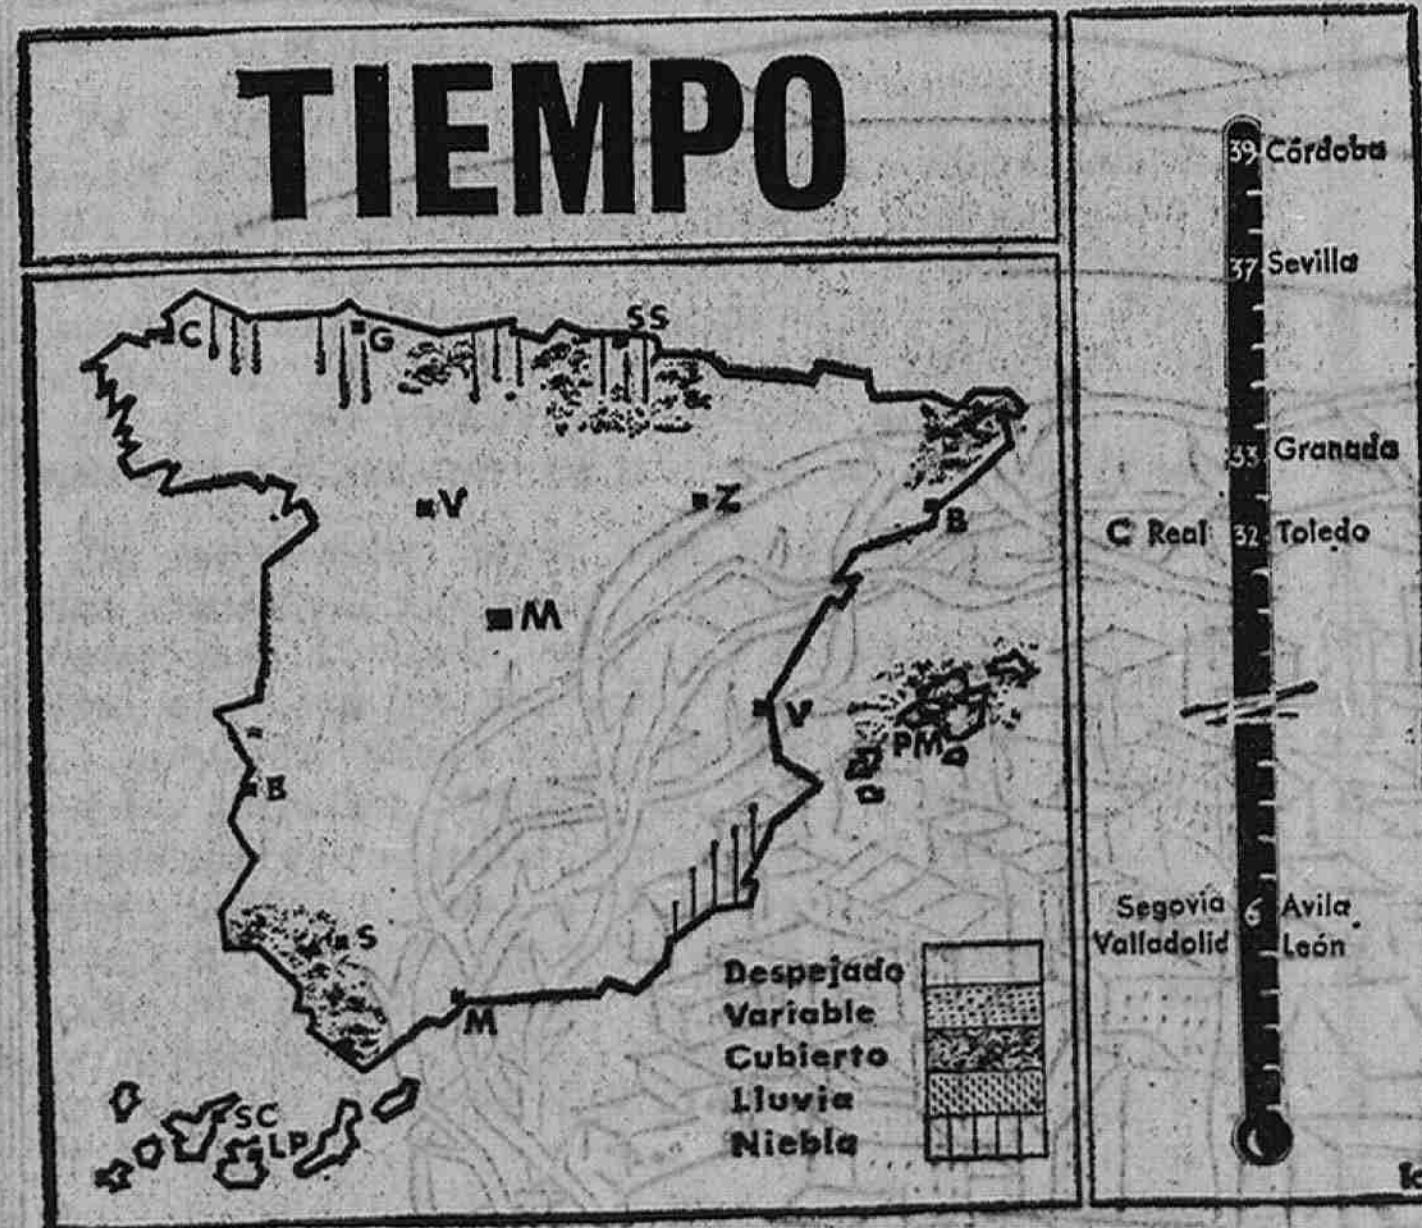 TIEMPO
C
G
SS
V
Z
B
M
V
PM
B
S
M
SC
LP
Despejado
Variable
Cubierto
Lluvia
Niebla
39 Córdoba
37 Sevilla
33 Granada
C Real 32 Toledo
Segovia 6 Avila
Valladolid León